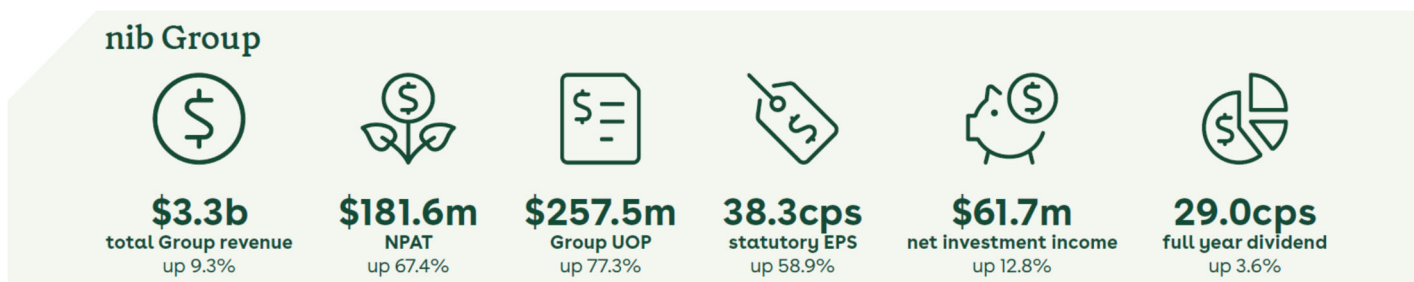 nib Group
$3.3b
total Group revenue
up 9.3%
$181.6m
NPAT
up 67.4%
$257.5m
Group UOP
up 77.3%
38.3cps
statutory EPS
up 58.9%
$61.7m
net investment income
up 12.8%
29.0cps
full year dividend
up 3.6%